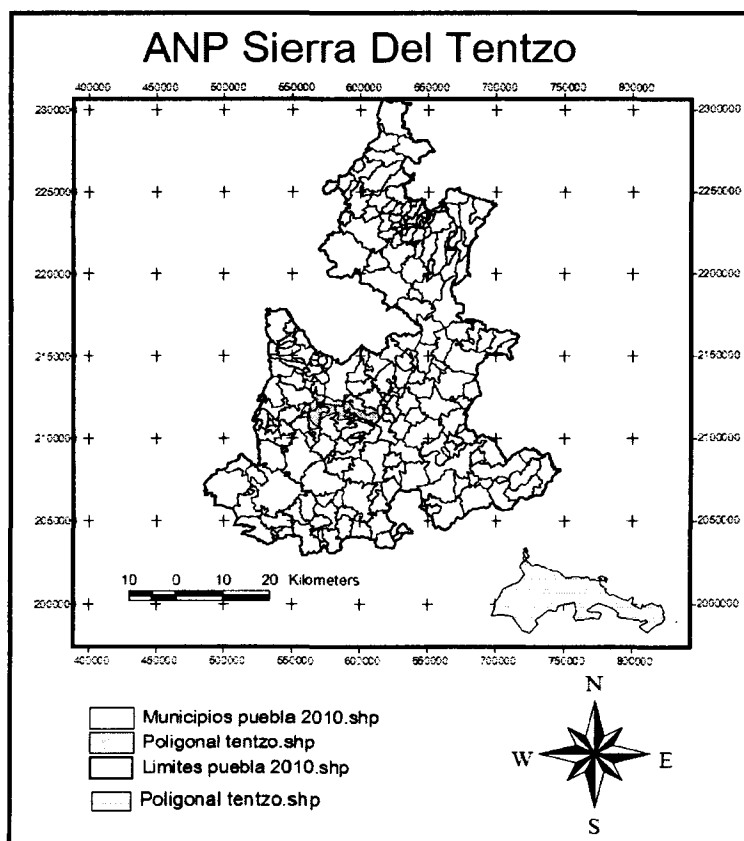 ANP Sierra Del Tentzo
400000 450000 500000 550000 600000 650000 700000 750000 800000
2300000 2300000
2250000 2250000
2200000 2200000
2150000 2150000
2100000 2100000
2050000 2050000
10 0 10 20 Kilometers
2000000 2000000
400000 450000 500000 550000 600000 650000 700000 750000 800000
Municipios puebla 2010.shp
Poligonal tentzo.shp
Limites puebla 2010.shp
Poligonal tentzo.shp
N
W E
S